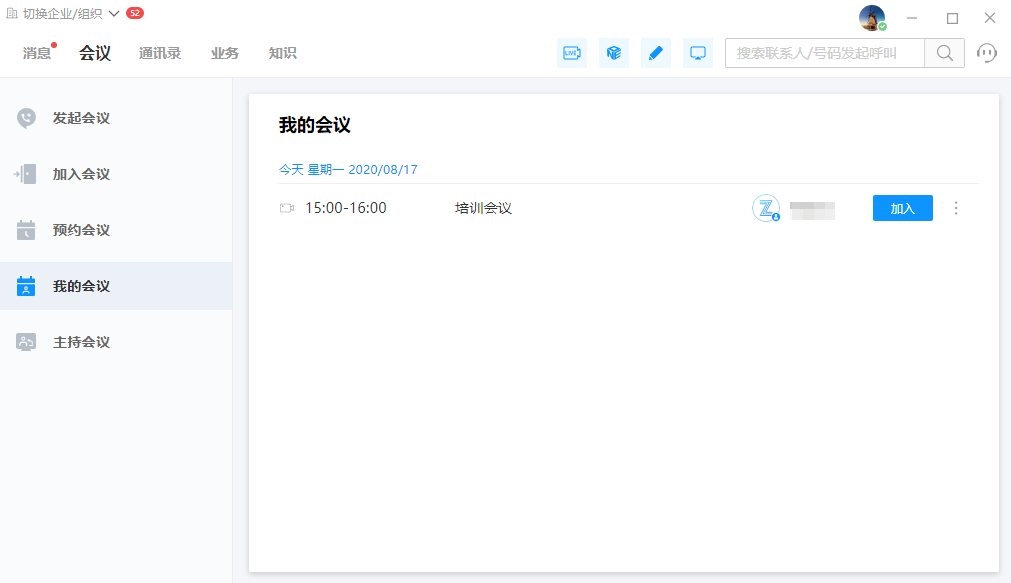 切换企业/组织 52
消息 会议 通讯录 业务 知识
LIVE
搜索联系人/号码发起呼叫
发起会议
加入会议
预约会议
我的会议
主持会议
我的会议
今天 星期一 2020/08/17
15:00-16:00 培训会议 Z 加入